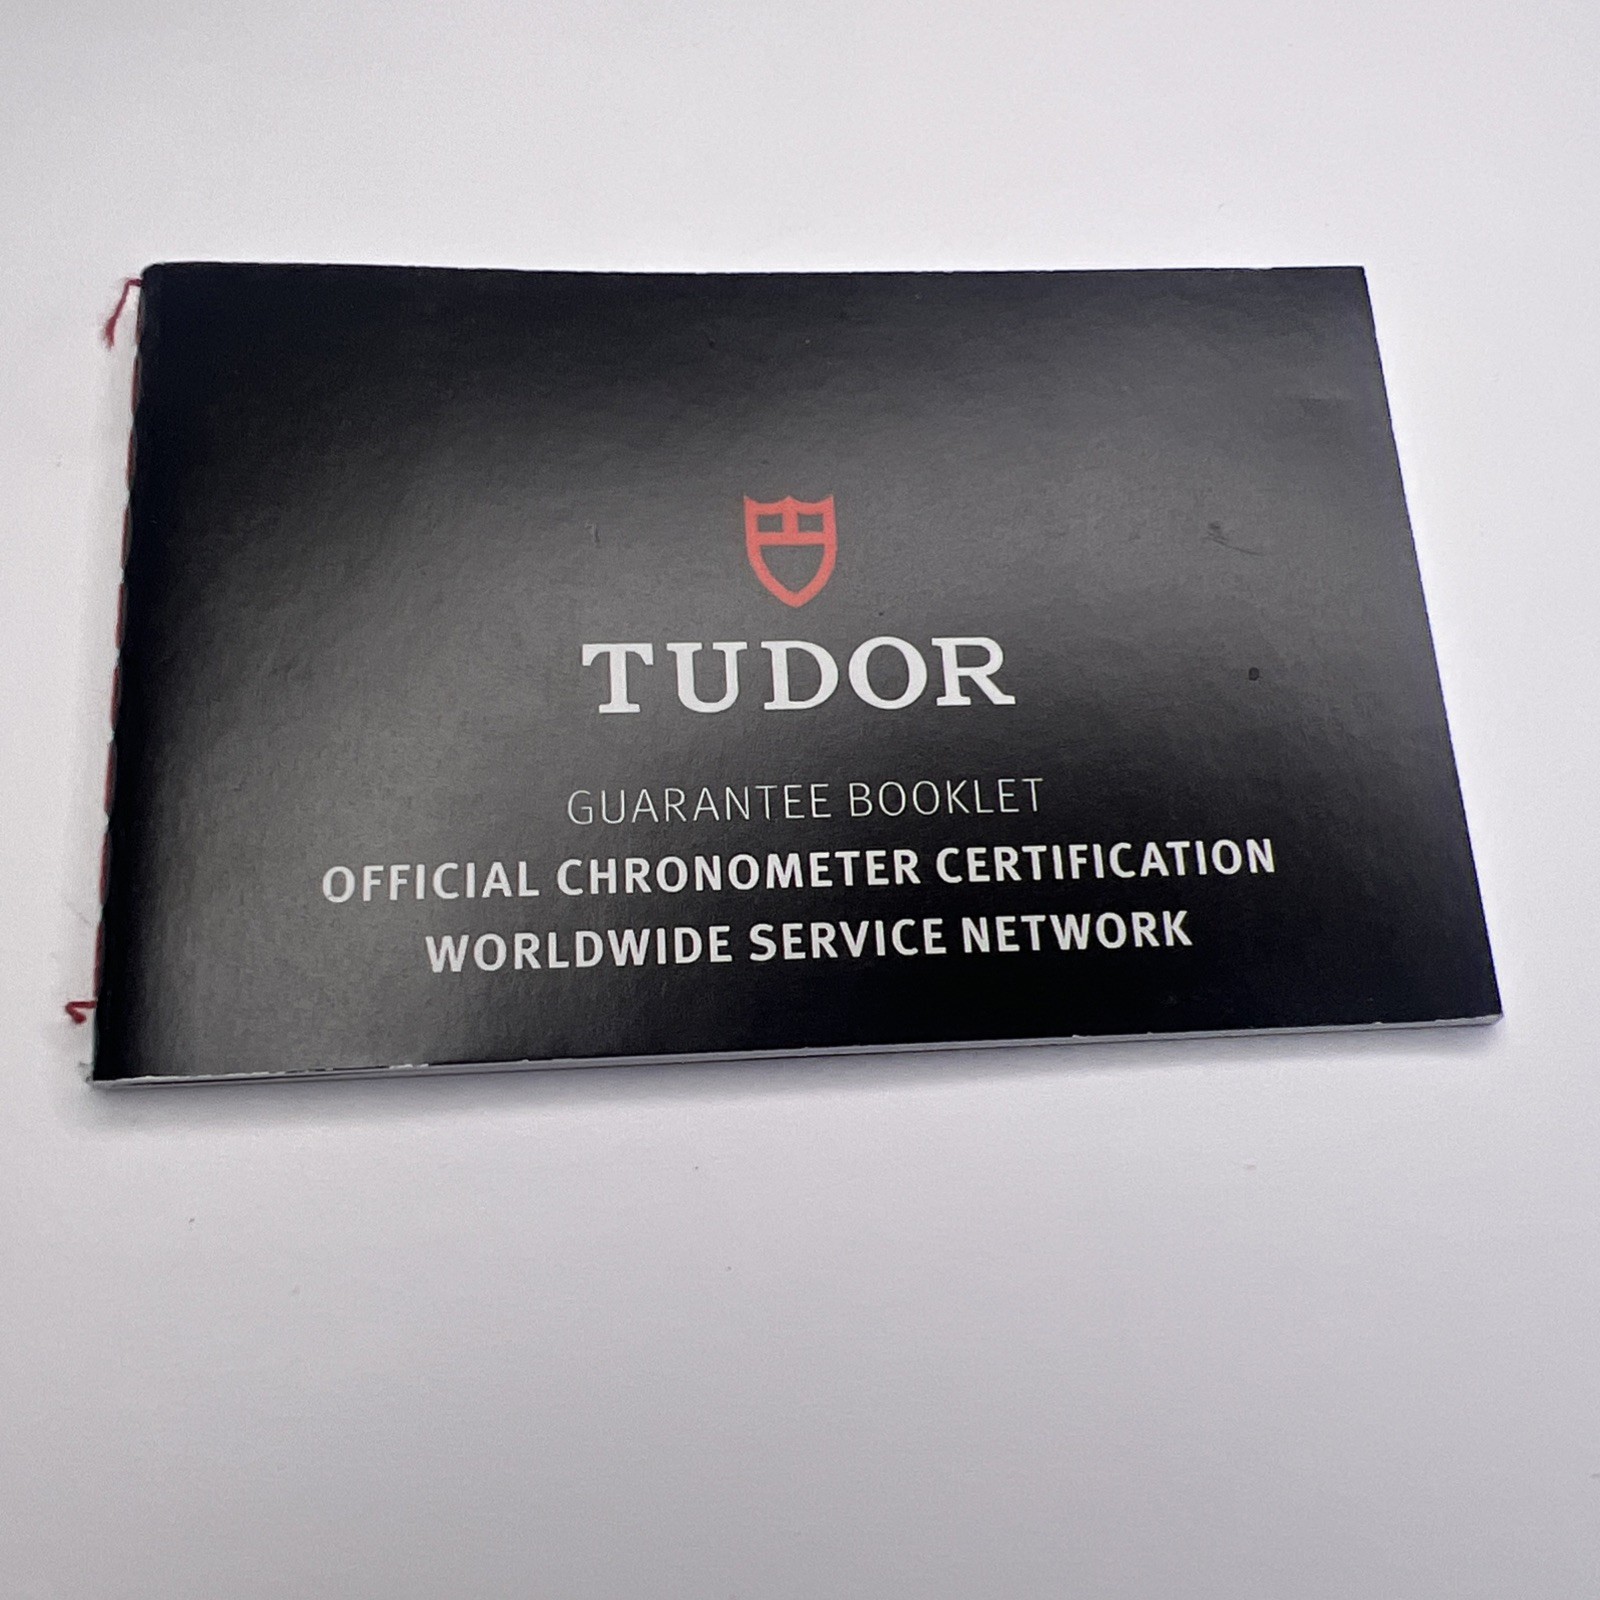 TUDOR
GUARANTEE BOOKLET
OFFICIAL CHRONOMETER CERTIFICATION
WORLDWIDE SERVICE NETWORK